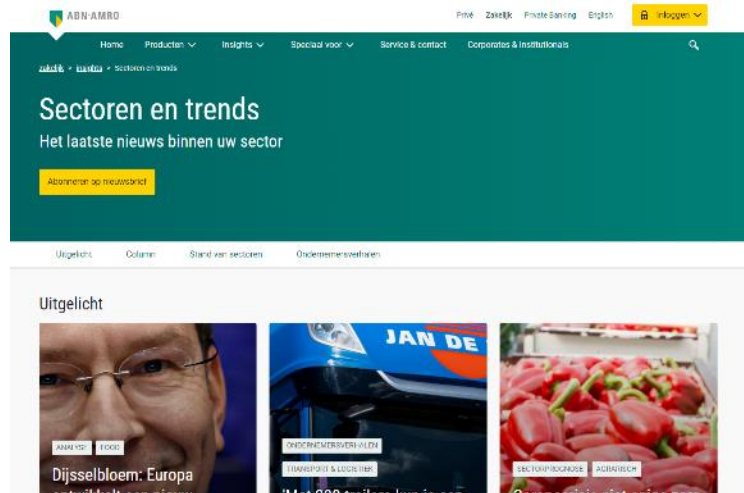 ABN·AMRO
Privé Zakelijk Private Banking English Inloggen
Home Producten Insights Speciaal voor Service & contact Corporates & Institutionals
zakelijk > insights > Sectoren en trends
Sectoren en trends
Het laatste nieuws binnen uw sector
Abonneren op nieuwsbrief
Uitgelicht Column Stand van sectoren Ondernemersverhalen
Uitgelicht
JAN DE
ANALYSE FOOD
ONDERNEMERSVERHALEN
TRANSPORT & LOGISTIEK
SECTORPROGNOSE AGRARISCH
Dijsselbloem: Europa